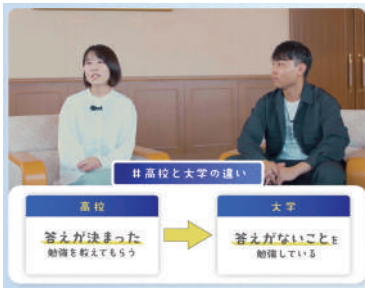 #高校と大学の違い
高校
答えが決まった
勉強を教えてもらう
大学
答えがないことを
勉強している